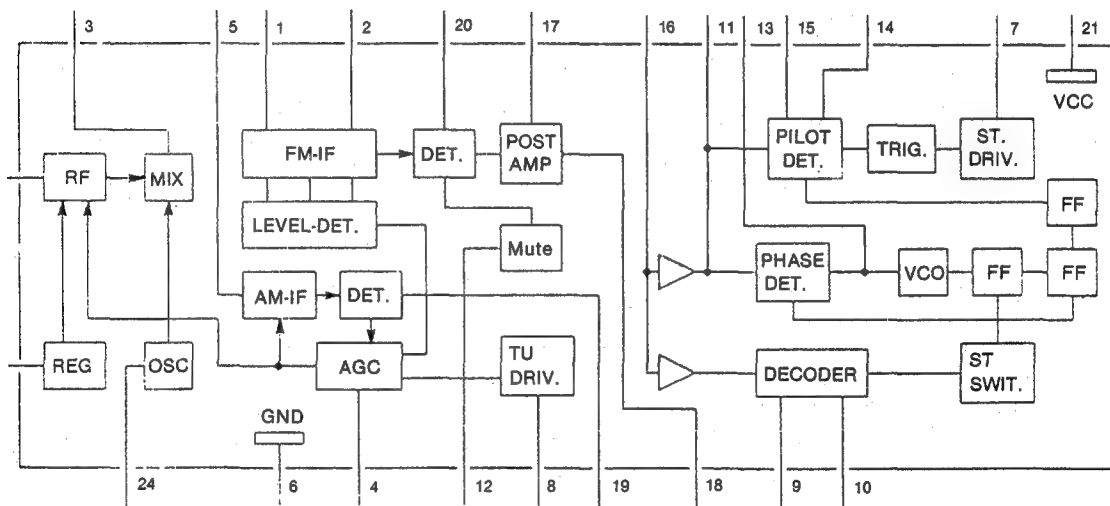 3 5 1 2 20 17 16 11 13 15 14 7 21
VCC
FM-IF
DET.
POST
AMP
PILOT
DET.
TRIG.
ST.
DRIV.
RF
MIX
FF
LEVEL-DET.
Mute
AM-IF
DET.
PHASE
DET.
VCO
FF
FF
REG
OSC
AGC
TU
DRIV.
DECODER
ST
SWIT.
GND
24 6 4 12 8 19 18 9 10